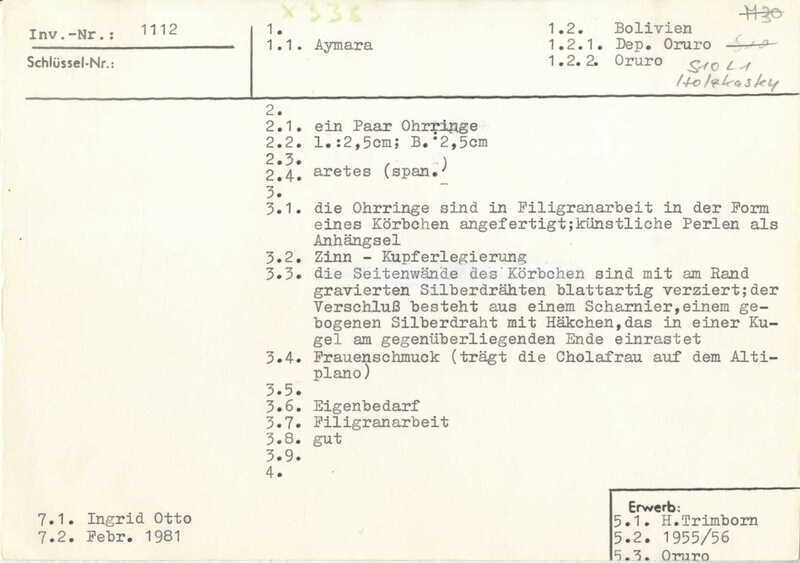 x338
M30
Inv.-Nr.: 1112
Schlüssel-Nr.:
1.
1.1. Aymara
1.2. Bolivien
1.2.1. Dep. Oruro S10
1.2.2. Oruro S10 L1
Holzkasky
2.
2.1. ein Paar Ohrringe
2.2. l.:2,5cm; B.:2,5cm
2.3.
2.4. aretes (span.)
3.
3.1. die Ohrringe sind in Filigranarbeit in der Form
eines Körbchen angefertigt;künstliche Perlen als
Anhängsel
3.2. Zinn - Kupferlegierung
3.3. die Seitenwände des Körbchen sind mit am Rand
gravierten Silberdrähten blattartig verziert;der
Verschluß besteht aus einem Scharnier,einem ge-
bogenen Silberdraht mit Häkchen,das in einer Ku-
gel am gegenüberliegenden Ende einrastet
3.4. Frauenschmuck (trägt die Cholafrau auf dem Alti-
plano)
3.5.
3.6. Eigenbedarf
3.7. Filigranarbeit
3.8. gut
3.9.
4.
7.1. Ingrid Otto
7.2. Febr. 1981
Erwerb:
5.1. H.Trimborn
5.2. 1955/56
5.3. Oruro